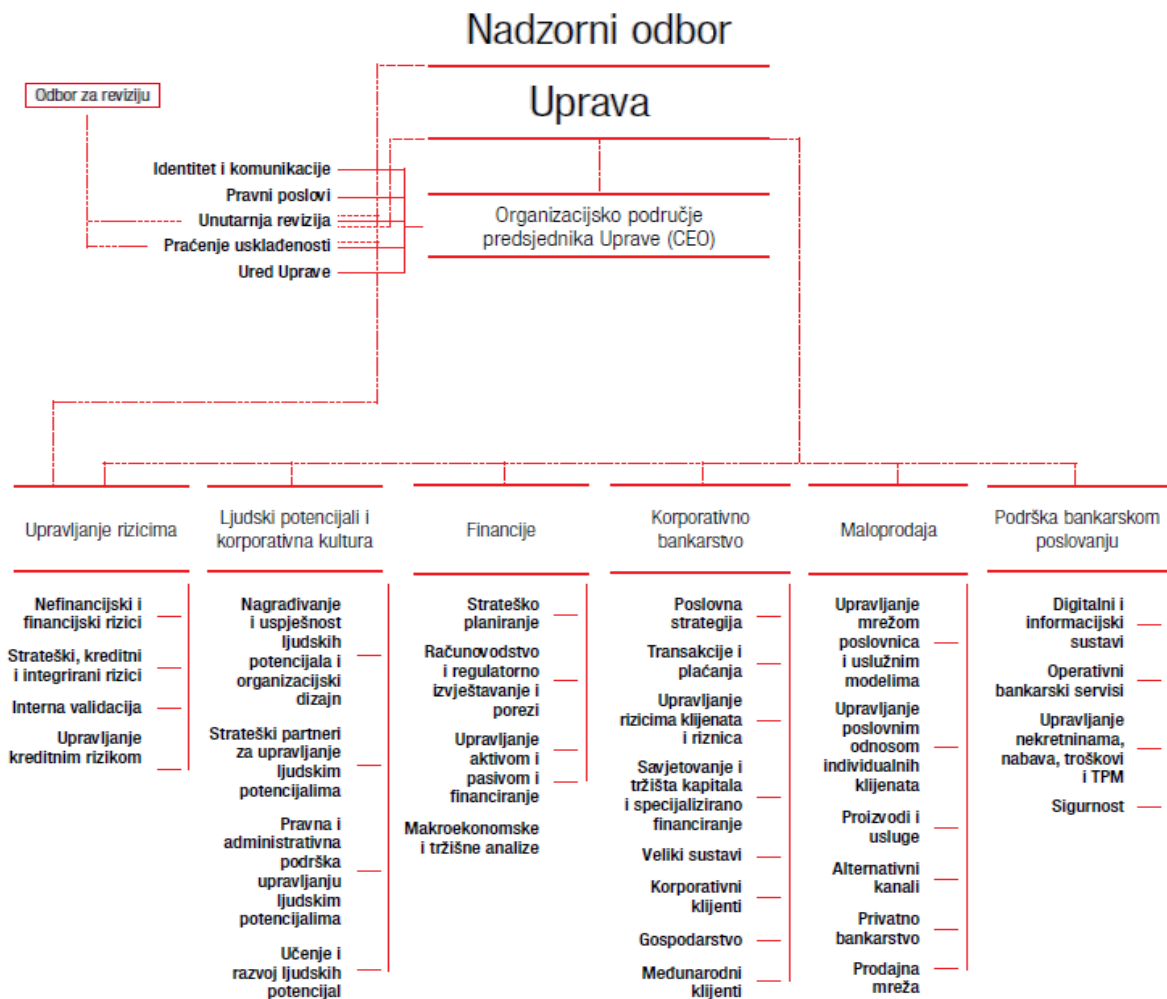 Nadzorni odbor
Odbor za reviziju
Uprava
Identitet i komunikacije
Pravni poslovi
Unutarnja revizija
Praćenje usklađenosti
Ured Uprave
Organizacijsko područje
predsjednika Uprave (CEO)
Upravljanje rizicima
Nefinancijski i
financijski rizici
Strateški, kreditni
i integrirani rizici
Interna validacija
Upravljanje
kreditnim rizikom
Ljudski potencijali i
korporativna kultura
Nagrađivanje
i uspješnost
ljudskih
potencijala i
organizacijski
dizajn
Strateški partneri
za upravljanje
ljudskim
potencijalima
Pravna i
administrativna
podrška
upravljanju
ljudskim
potencijalima
Učenje i
razvoj ljudskih
potencijal
Financije
Strateško
planiranje
Računovodstvo
i regulatorno
izvještavanje i
porezi
Upravljanje
aktivom i
pasivom i
financiranje
Makroekonomske
i tržišne analize
Korporativno
bankarstvo
Poslovna
strategija
Transakcije i
plaćanja
Upravljanje
rizicima klijenata
i riznica
Savjetovanje i
tržišta kapitala
i specijalizirano
financiranje
Veliki sustavi
Korporativni
klijenti
Gospodarstvo
Međunarodni
klijenti
Maloprodaja
Upravljanje
mrežom
poslovnica
i uslužnim
modelima
Upravljanje
poslovnim
odnosom
individualnih
klijenata
Proizvodi i
usluge
Alternativni
kanali
Privatno
bankarstvo
Prodajna
mreža
Podrška bankarskom
poslovanju
Digitalni i
informacijski
sustavi
Operativni
bankarski servisi
Upravljanje
nekretninama,
nabava, troškovi
i TPM
Sigurnost